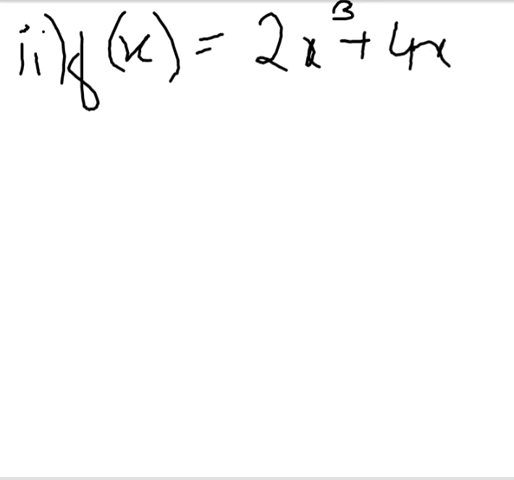 ii) f(x) = 2x³ + 4x